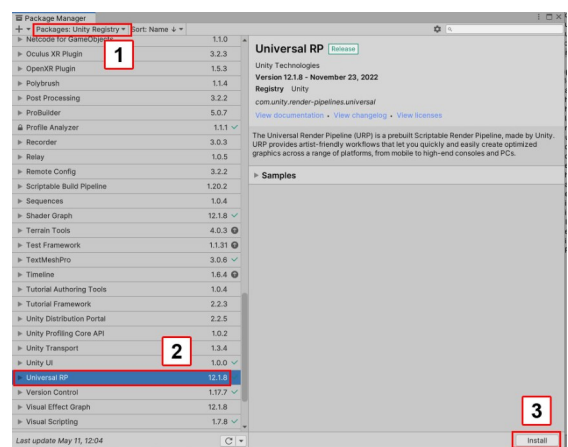 Package Manager
+ Packages: Unity Registry Sort: Name ↓
1
Netcode for GameObjects 1.1.0
Oculus XR Plugin 3.2.3
OpenXR Plugin 1.5.3
Polybrush 1.1.4
Post Processing 3.2.2
ProBuilder 5.0.7
Profile Analyzer 1.1.1
Recorder 3.0.3
Relay 1.0.5
Remote Config 3.2.2
Scriptable Build Pipeline 1.20.2
Sequences 1.0.4
Shader Graph 12.1.8
Terrain Tools 4.0.3
Test Framework 1.1.31
TextMeshPro 3.0.6
Timeline 1.6.4
Tutorial Authoring Tools 1.0.4
Tutorial Framework 2.2.3
Unity Distribution Portal 2.2.5
Unity Profiling Core API 1.0.2
Unity Transport 1.3.4
2
Unity UI 1.0.0
Universal RP 12.1.8
Version Control 1.17.7
Visual Effect Graph 12.1.8
Visual Scripting 1.7.8
Last update May 11, 12:04
Universal RP Release
Unity Technologies
Version 12.1.8 - November 23, 2022
Registry Unity
com.unity.render-pipelines.universal
View documentation • View changelog • View licenses
The Universal Render Pipeline (URP) is a prebuilt Scriptable Render Pipeline, made by Unity.
URP provides artist-friendly workflows that let you quickly and easily create optimized
graphics across a range of platforms, from mobile to high-end consoles and PCs.
Samples
3
Install